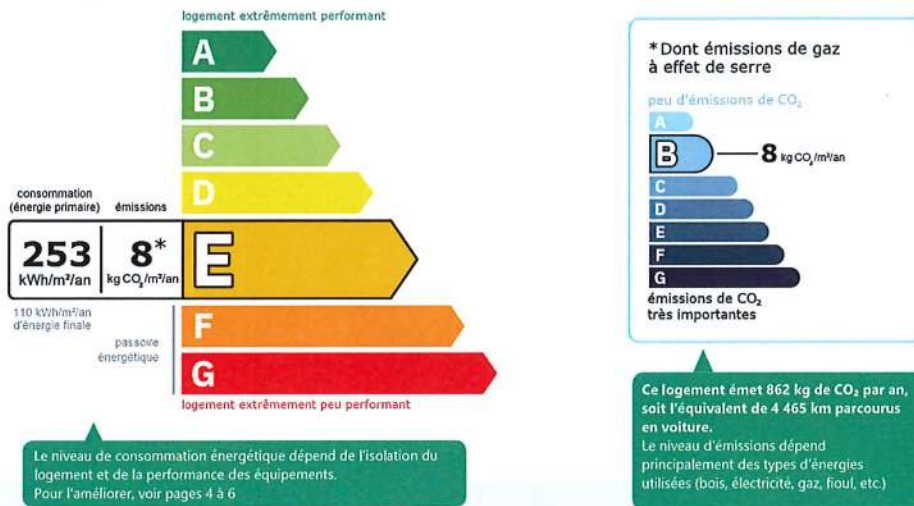 logement extrêmement performant
A
B
C
D
consommation
(énergie primaire)
émissions
253
kWh/m²/an
8*
kg CO₂/m²/an
E
110 kWh/m²/an
d'énergie finale
passoire
énergétique
F
G
logement extrêmement peu performant
Le niveau de consommation énergétique dépend de l'isolation du
logement et de la performance des équipements.
Pour l'améliorer, voir pages 4 à 6
*Dont émissions de gaz
à effet de serre
peu d'émissions de CO₂
A
B
8 kg CO₂/m²/an
C
D
E
F
G
émissions de CO₂
très importantes
Ce logement émet 862 kg de CO₂ par an,
soit l'équivalent de 4 465 km parcourus
en voiture.
Le niveau d'émissions dépend
principalement des types d'énergies
utilisées (bois, électricité, gaz, fioul, etc.)